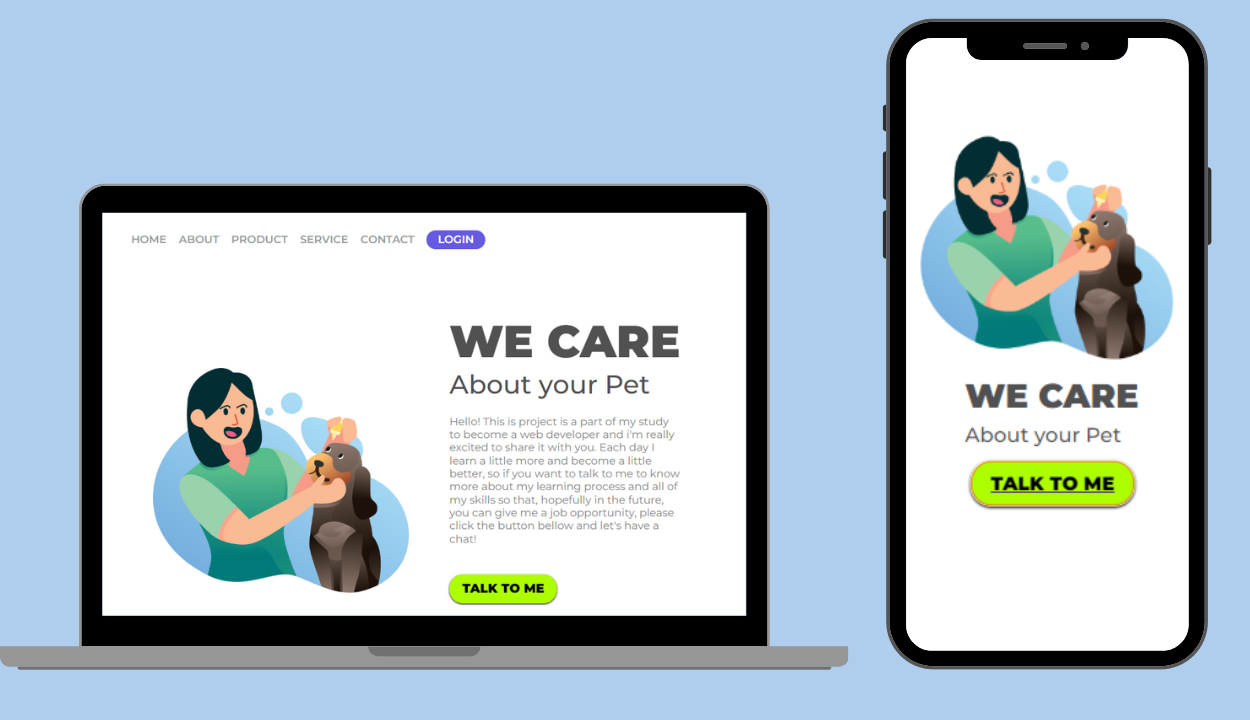 HOME ABOUT PRODUCT SERVICE CONTACT LOGIN
WE CARE
About your Pet
Hello! This is project is a part of my study
to become a web developer and i'm really
excited to share it with you. Each day I
learn a little more and become a little
better, so if you want to talk to me to know
more about my learning process and all of
my skills so that, hopefully in the future,
you can give me a job opportunity, please
click the button bellow and let's have a
chat!
TALK TO ME
WE CARE
About your Pet
TALK TO ME